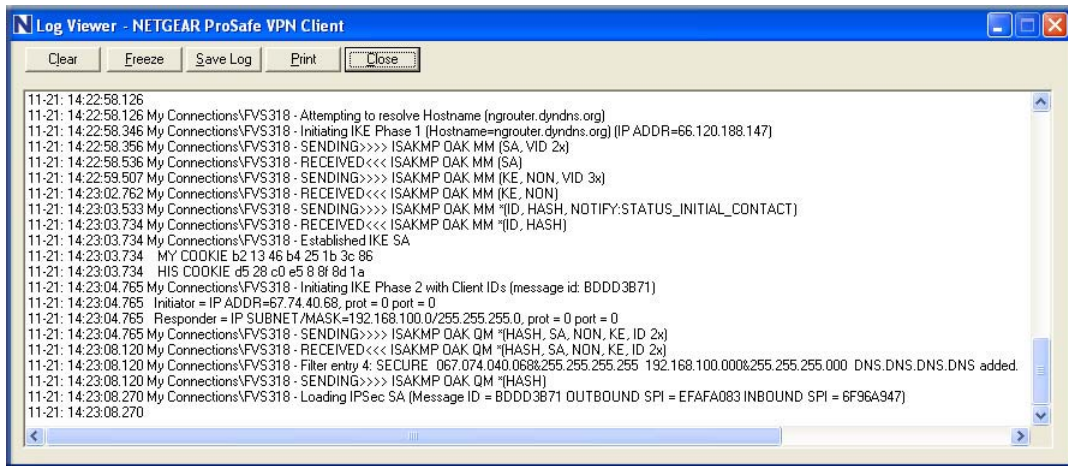 Log Viewer - NETGEAR ProSafe VPN Client
Clear Freeze Save Log Print Close
11-21: 14:22:58.126
11-21: 14:22:58.126 My Connections\FVS318 - Attempting to resolve Hostname (ngrouter.dyndns.org)
11-21: 14:22:58.346 My Connections\FVS318 - Initiating IKE Phase 1 (Hostname=ngrouter.dyndns.org) (IP ADDR=66.120.188.147)
11-21: 14:22:58.356 My Connections\FVS318 - SENDING>>>> ISAKMP OAK MM (SA, VID 2x)
11-21: 14:22:58.536 My Connections\FVS318 - RECEIVED<<< ISAKMP OAK MM (SA)
11-21: 14:22:59.507 My Connections\FVS318 - SENDING>>>> ISAKMP OAK MM (KE, NON, VID 3x)
11-21: 14:23:02.762 My Connections\FVS318 - RECEIVED<<< ISAKMP OAK MM (KE, NON)
11-21: 14:23:03.533 My Connections\FVS318 - SENDING>>>> ISAKMP OAK MM *(ID, HASH, NOTIFY:STATUS_INITIAL_CONTACT)
11-21: 14:23:03.734 My Connections\FVS318 - RECEIVED<<< ISAKMP OAK MM *(ID, HASH)
11-21: 14:23:03.734 My Connections\FVS318 - Established IKE SA
11-21: 14:23:03.734 MY COOKIE b2 13 46 b4 25 1b 3c 86
11-21: 14:23:03.734 HIS COOKIE d5 28 c0 e5 8 8f 8d 1a
11-21: 14:23:04.765 My Connections\FVS318 - Initiating IKE Phase 2 with Client IDs (message id: BDDD3B71)
11-21: 14:23:04.765 Initiator = IP ADDR=67.74.40.68, prot = 0 port = 0
11-21: 14:23:04.765 Responder = IP SUBNET/MASK=192.168.100.0/255.255.255.0, prot = 0 port = 0
11-21: 14:23:04.765 My Connections\FVS318 - SENDING>>>> ISAKMP OAK QM *(HASH, SA, NON, KE, ID 2x)
11-21: 14:23:08.120 My Connections\FVS318 - RECEIVED<<< ISAKMP OAK QM *(HASH, SA, NON, KE, ID 2x)
11-21: 14:23:08.120 My Connections\FVS318 - Filter entry 4: SECURE 067.074.040.068&255.255.255.255 192.168.100.000&255.255.255.000 DNS.DNS.DNS.DNS added.
11-21: 14:23:08.120 My Connections\FVS318 - SENDING>>>> ISAKMP OAK QM *(HASH)
11-21: 14:23:08.270 My Connections\FVS318 - Loading IPSec SA (Message ID = BDDD3B71 OUTBOUND SPI = EFAFA083 INBOUND SPI = 6F96A947)
11-21: 14:23:08.270